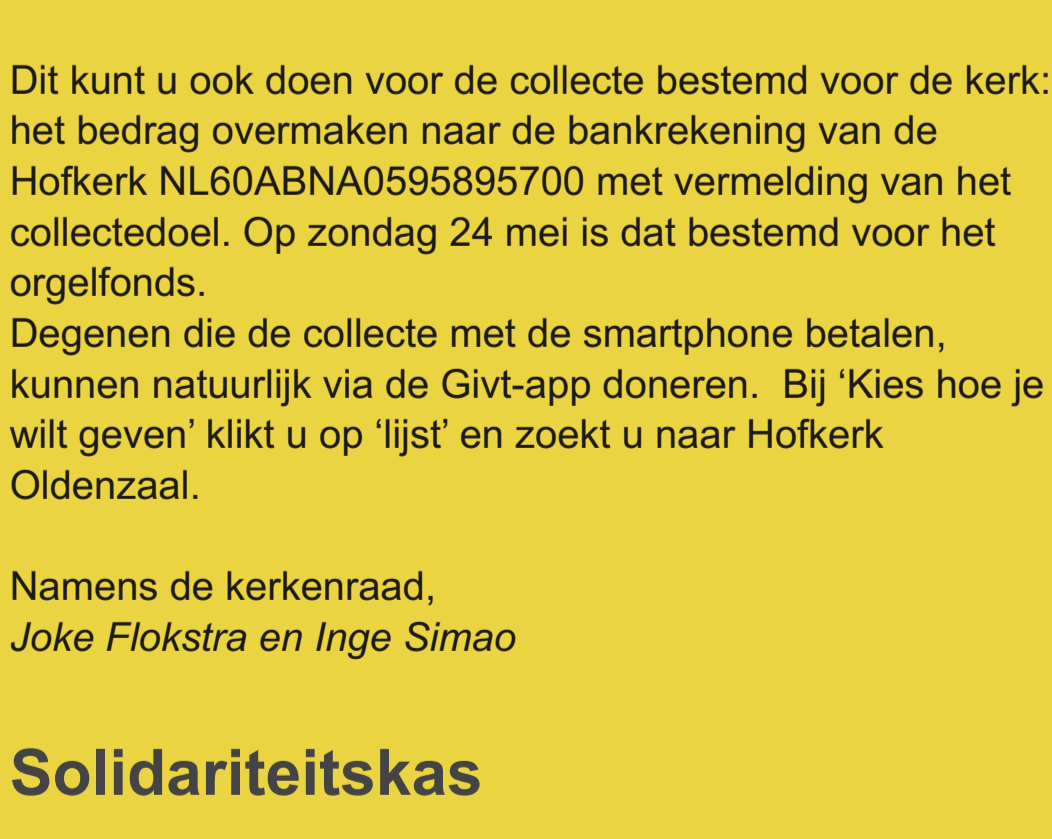 Dit kunt u ook doen voor de collecte bestemd voor de kerk:
het bedrag overmaken naar de bankrekening van de
Hofkerk NL60ABNA0595895700 met vermelding van het
collectedoel. Op zondag 24 mei is dat bestemd voor het
orgelfonds.
Degenen die de collecte met de smartphone betalen,
kunnen natuurlijk via de Givt-app doneren.  Bij ‘Kies hoe je
wilt geven’ klikt u op ‘lijst’ en zoekt u naar Hofkerk
Oldenzaal.
Namens de kerkenraad,
Joke Flokstra en Inge Simao
Solidariteitskas